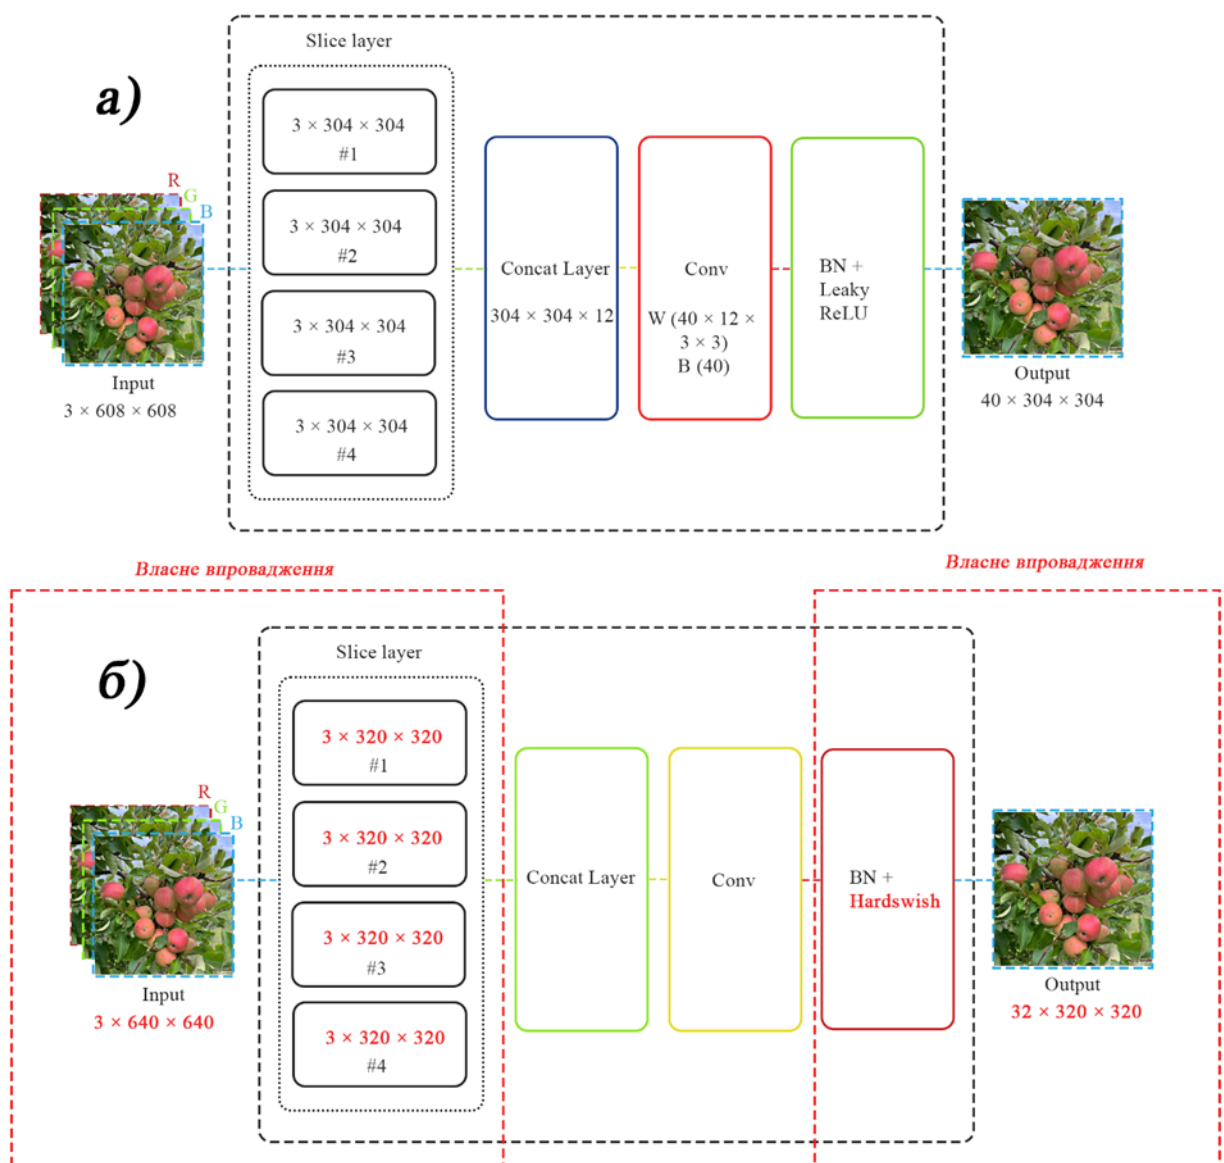 а)
Slice layer
3 × 304 × 304
#1
3 × 304 × 304
#2
3 × 304 × 304
#3
3 × 304 × 304
#4
R
G
B
Input
3 × 608 × 608
Concat Layer
304 × 304 × 12
Conv
W (40 × 12 ×
3 × 3)
B (40)
BN +
Leaky
ReLU
Output
40 × 304 × 304
Власне впровадження
Власне впровадження
б)
Slice layer
3 × 320 × 320
#1
3 × 320 × 320
#2
3 × 320 × 320
#3
3 × 320 × 320
#4
R
G
B
Input
3 × 640 × 640
Concat Layer
Conv
BN +
Hardswish
Output
32 × 320 × 320